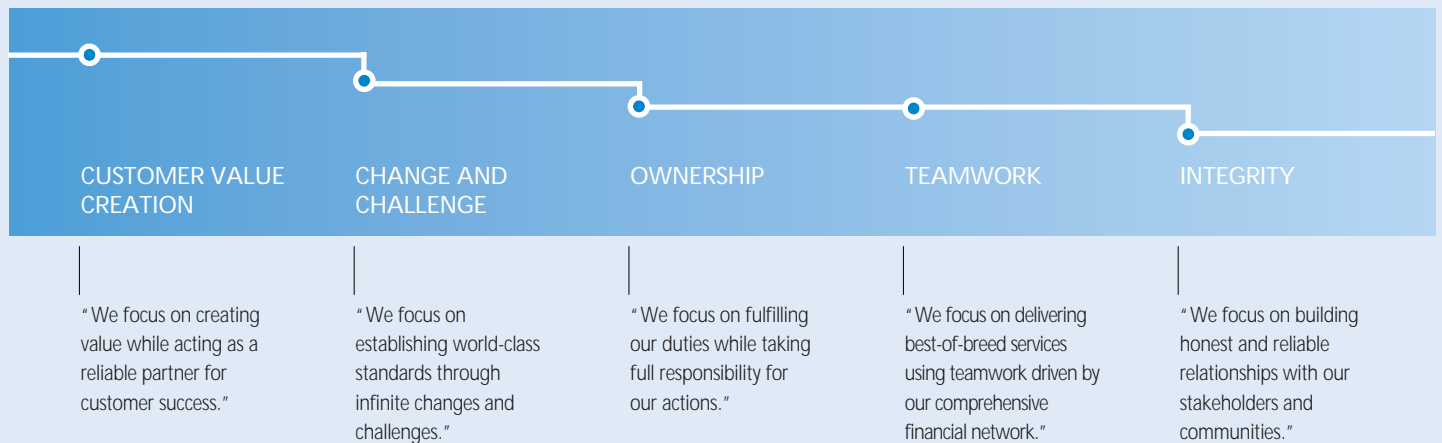 CUSTOMER VALUE
CREATION
CHANGE AND
CHALLENGE
OWNERSHIP
TEAMWORK
INTEGRITY
“We focus on creating
value while acting as a
reliable partner for
customer success.”
“We focus on
establishing world-class
standards through
infinite changes and
challenges.”
“We focus on fulfilling
our duties while taking
full responsibility for
our actions.”
“We focus on delivering
best-of-breed services
using teamwork driven by
our comprehensive
financial network.”
“We focus on building
honest and reliable
relationships with our
stakeholders and
communities.”